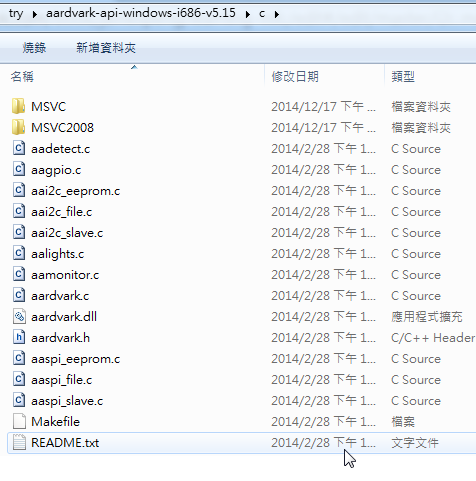 try ▸ aardvark-api-windows-i686-v5.15 ▸ c ▸
燒錄 新增資料夾
名稱 修改日期 類型
MSVC 2014/12/17 下午 ... 檔案資料夾
MSVC2008 2014/12/17 下午 ... 檔案資料夾
aadetect.c 2014/2/28 下午 1... C Source
aagpio.c 2014/2/28 下午 1... C Source
aai2c_eeprom.c 2014/2/28 下午 1... C Source
aai2c_file.c 2014/2/28 下午 1... C Source
aai2c_slave.c 2014/2/28 下午 1... C Source
aalights.c 2014/2/28 下午 1... C Source
aamonitor.c 2014/2/28 下午 1... C Source
aardvark.c 2014/2/28 下午 1... C Source
aardvark.dll 2014/2/28 下午 1... 應用程式擴充
aardvark.h 2014/2/28 下午 1... C/C++ Header
aaspi_eeprom.c 2014/2/28 下午 1... C Source
aaspi_file.c 2014/2/28 下午 1... C Source
aaspi_slave.c 2014/2/28 下午 1... C Source
Makefile 2014/2/28 下午 1... 檔案
README.txt 2014/2/28 下午 1... 文字文件